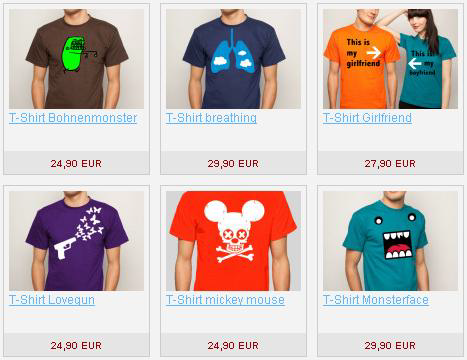 T-Shirt Bohnenmonster
24,90 EUR
T-Shirt breathing
29,90 EUR
This is
my
girlfriend
This is
my
boyfriend
T-Shirt Girlfriend
27,90 EUR
T-Shirt Lovegun
24,90 EUR
T-Shirt mickey mouse
24,90 EUR
T-Shirt Monsterface
29,90 EUR